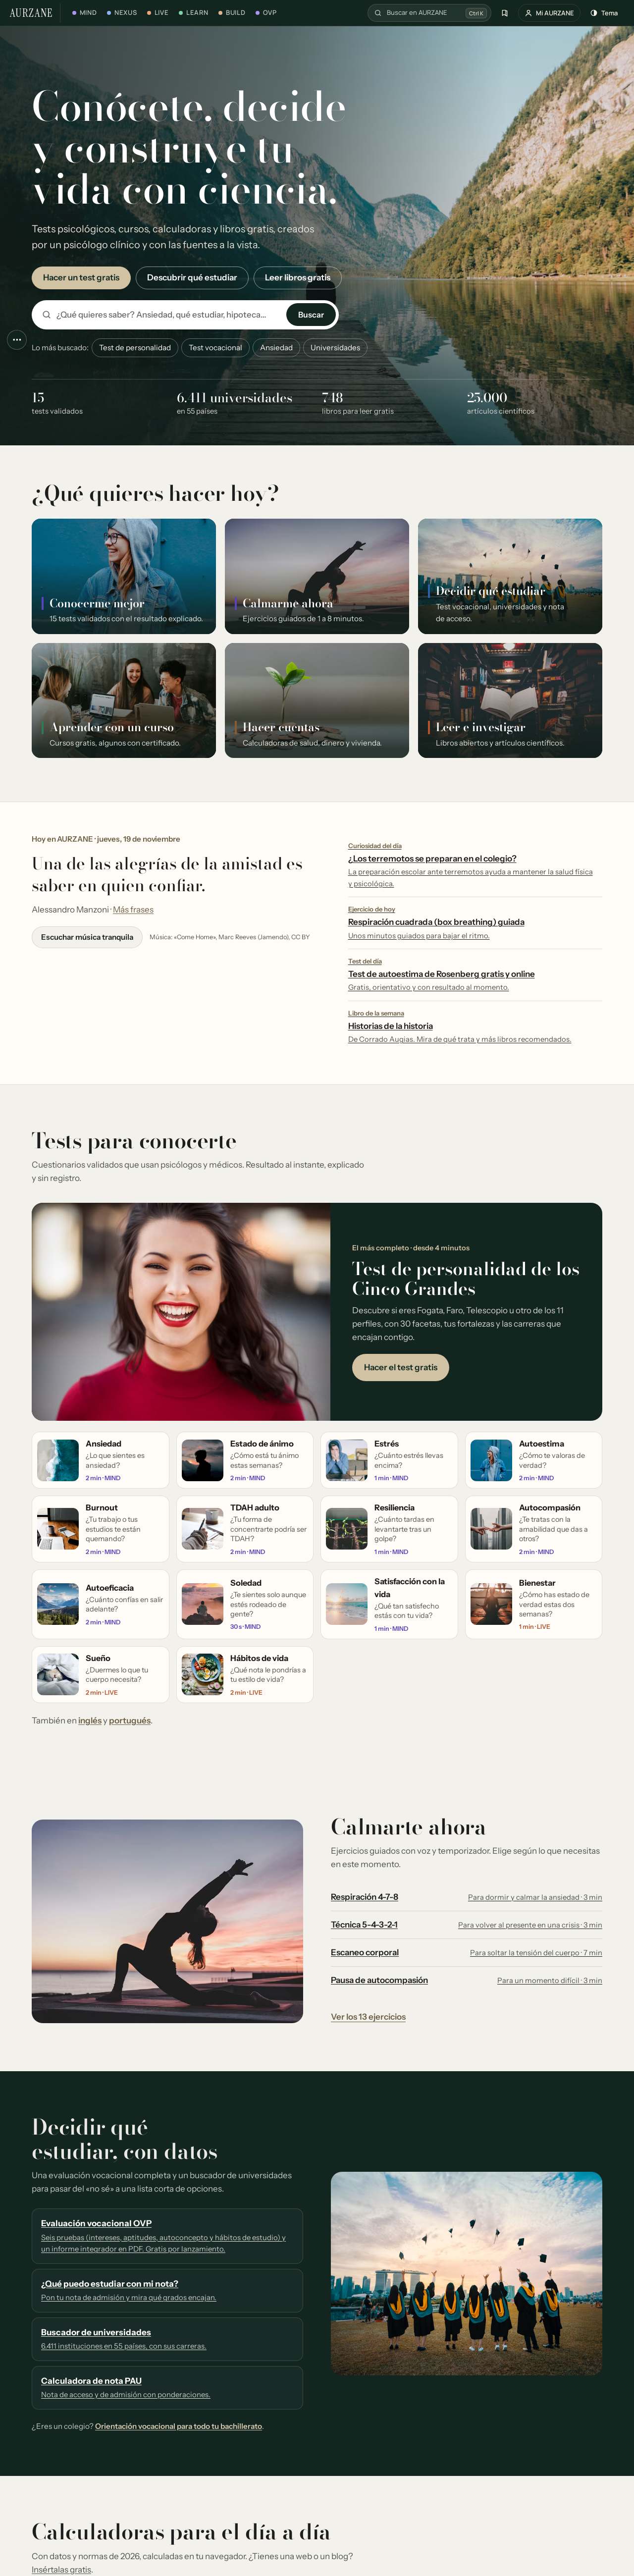 AURZANE
MIND
NEXUS
LIVE
LEARN
BUILD
OVP
Buscar en AURZANE
Ctrl K
Mi AURZANE
Tema
Conócete, decide
y construye tu
vida con ciencia.
Tests psicológicos, cursos, calculadoras y libros gratis, creados
por un psicólogo clínico y con las fuentes a la vista.
Hacer un test gratis
Descubrir qué estudiar
Leer libros gratis
¿Qué quieres saber? Ansiedad, qué estudiar, hipoteca...
Buscar
Lo más buscado:
Test de personalidad
Test vocacional
Ansiedad
Universidades
15
tests validados
6.411 universidades
en 55 países
748
libros para leer gratis
25.000
artículos científicos
¿Qué quieres hacer hoy?
Conocerme mejor
15 tests validados con el resultado explicado.
Calmarme ahora
Ejercicios guiados de 1 a 8 minutos.
Decidir qué estudiar
Test vocacional, universidades y nota
de acceso.
Aprender con un curso
Cursos gratis, algunos con certificado.
Hacer cuentas
Calculadoras de salud, dinero y vivienda.
Leer e investigar
Libros abiertos y artículos científicos.
Hoy en AURZANE · jueves, 19 de noviembre
Una de las alegrías de la amistad es
saber en quien confiar.
Alessandro Manzoni · Más frases
Escuchar música tranquila
Música: «Come Home», Marc Reeves (Jamendo), CC BY
Curiosidad del día
¿Los terremotos se preparan en el colegio?
La preparación escolar ante terremotos ayuda a mantener la salud física
y psicológica.
Ejercicio de hoy
Respiración cuadrada (box breathing) guiada
Unos minutos guiados para bajar el ritmo.
Test del día
Test de autoestima de Rosenberg gratis y online
Gratis, orientativo y con resultado al momento.
Libro de la semana
Historias de la historia
De Corrado Augias. Mira de qué trata y más libros recomendados.
Tests para conocerte
Cuestionarios validados que usan psicólogos y médicos. Resultado al instante, explicado
y sin registro.
El más completo · desde 4 minutos
Test de personalidad de los
Cinco Grandes
Descubre si eres Fogata, Faro, Telescopio u otro de los 11
perfiles, con 30 facetas, tus fortalezas y las carreras que
encajan contigo.
Hacer el test gratis
Ansiedad
¿Lo que sientes es
ansiedad?
2 min · MIND
Estado de ánimo
¿Cómo está tu ánimo
estas semanas?
2 min · MIND
Estrés
¿Cuánto estrés llevas
encima?
1 min · MIND
Autoestima
¿Cómo te valoras de
verdad?
2 min · MIND
Burnout
¿Tu trabajo o tus
estudios te están
quemando?
2 min · MIND
TDAH adulto
¿Tu forma de
concentrarte podría ser
TDAH?
2 min · MIND
Resiliencia
¿Cuánto tardas en
levantarte tras un
golpe?
1 min · MIND
Autocompasión
¿Te tratas con la
amabilidad que das a
otros?
2 min · MIND
Autoeficacia
¿Cuánto confías en salir
adelante?
2 min · MIND
Soledad
¿Te sientes solo aunque
estés rodeado de
gente?
30 s · MIND
Satisfacción con la
vida
¿Qué tan satisfecho
estás con tu vida?
1 min · MIND
Bienestar
¿Cómo has estado de
verdad estas dos
semanas?
1 min · LIVE
Sueño
¿Duermes lo que tu
cuerpo necesita?
2 min · LIVE
Hábitos de vida
¿Qué nota le pondrías a
tu estilo de vida?
2 min · LIVE
También en inglés y portugués.
Calmarte ahora
Ejercicios guiados con voz y temporizador. Elige según lo que necesitas
en este momento.
Respiración 4-7-8
Para dormir y calmar la ansiedad · 3 min
Técnica 5-4-3-2-1
Para volver al presente en una crisis · 3 min
Escaneo corporal
Para soltar la tensión del cuerpo · 7 min
Pausa de autocompasión
Para un momento difícil · 3 min
Ver los 13 ejercicios
Decidir qué
estudiar, con datos
Una evaluación vocacional completa y un buscador de universidades
para pasar del «no sé» a una lista corta de opciones.
Evaluación vocacional OVP
Seis pruebas (intereses, aptitudes, autoconcepto y hábitos de estudio) y
un informe integrador en PDF. Gratis por lanzamiento.
¿Qué puedo estudiar con mi nota?
Pon tu nota de admisión y mira qué grados encajan.
Buscador de universidades
6.411 instituciones en 55 países, con sus carreras.
Calculadora de nota PAU
Nota de acceso y de admisión con ponderaciones.
¿Eres un colegio? Orientación vocacional para todo tu bachillerato.
Calculadoras para el día a día
Con datos y normas de 2026, calculadas en tu navegador. ¿Tienes una web o un blog?
Insértalas gratis.